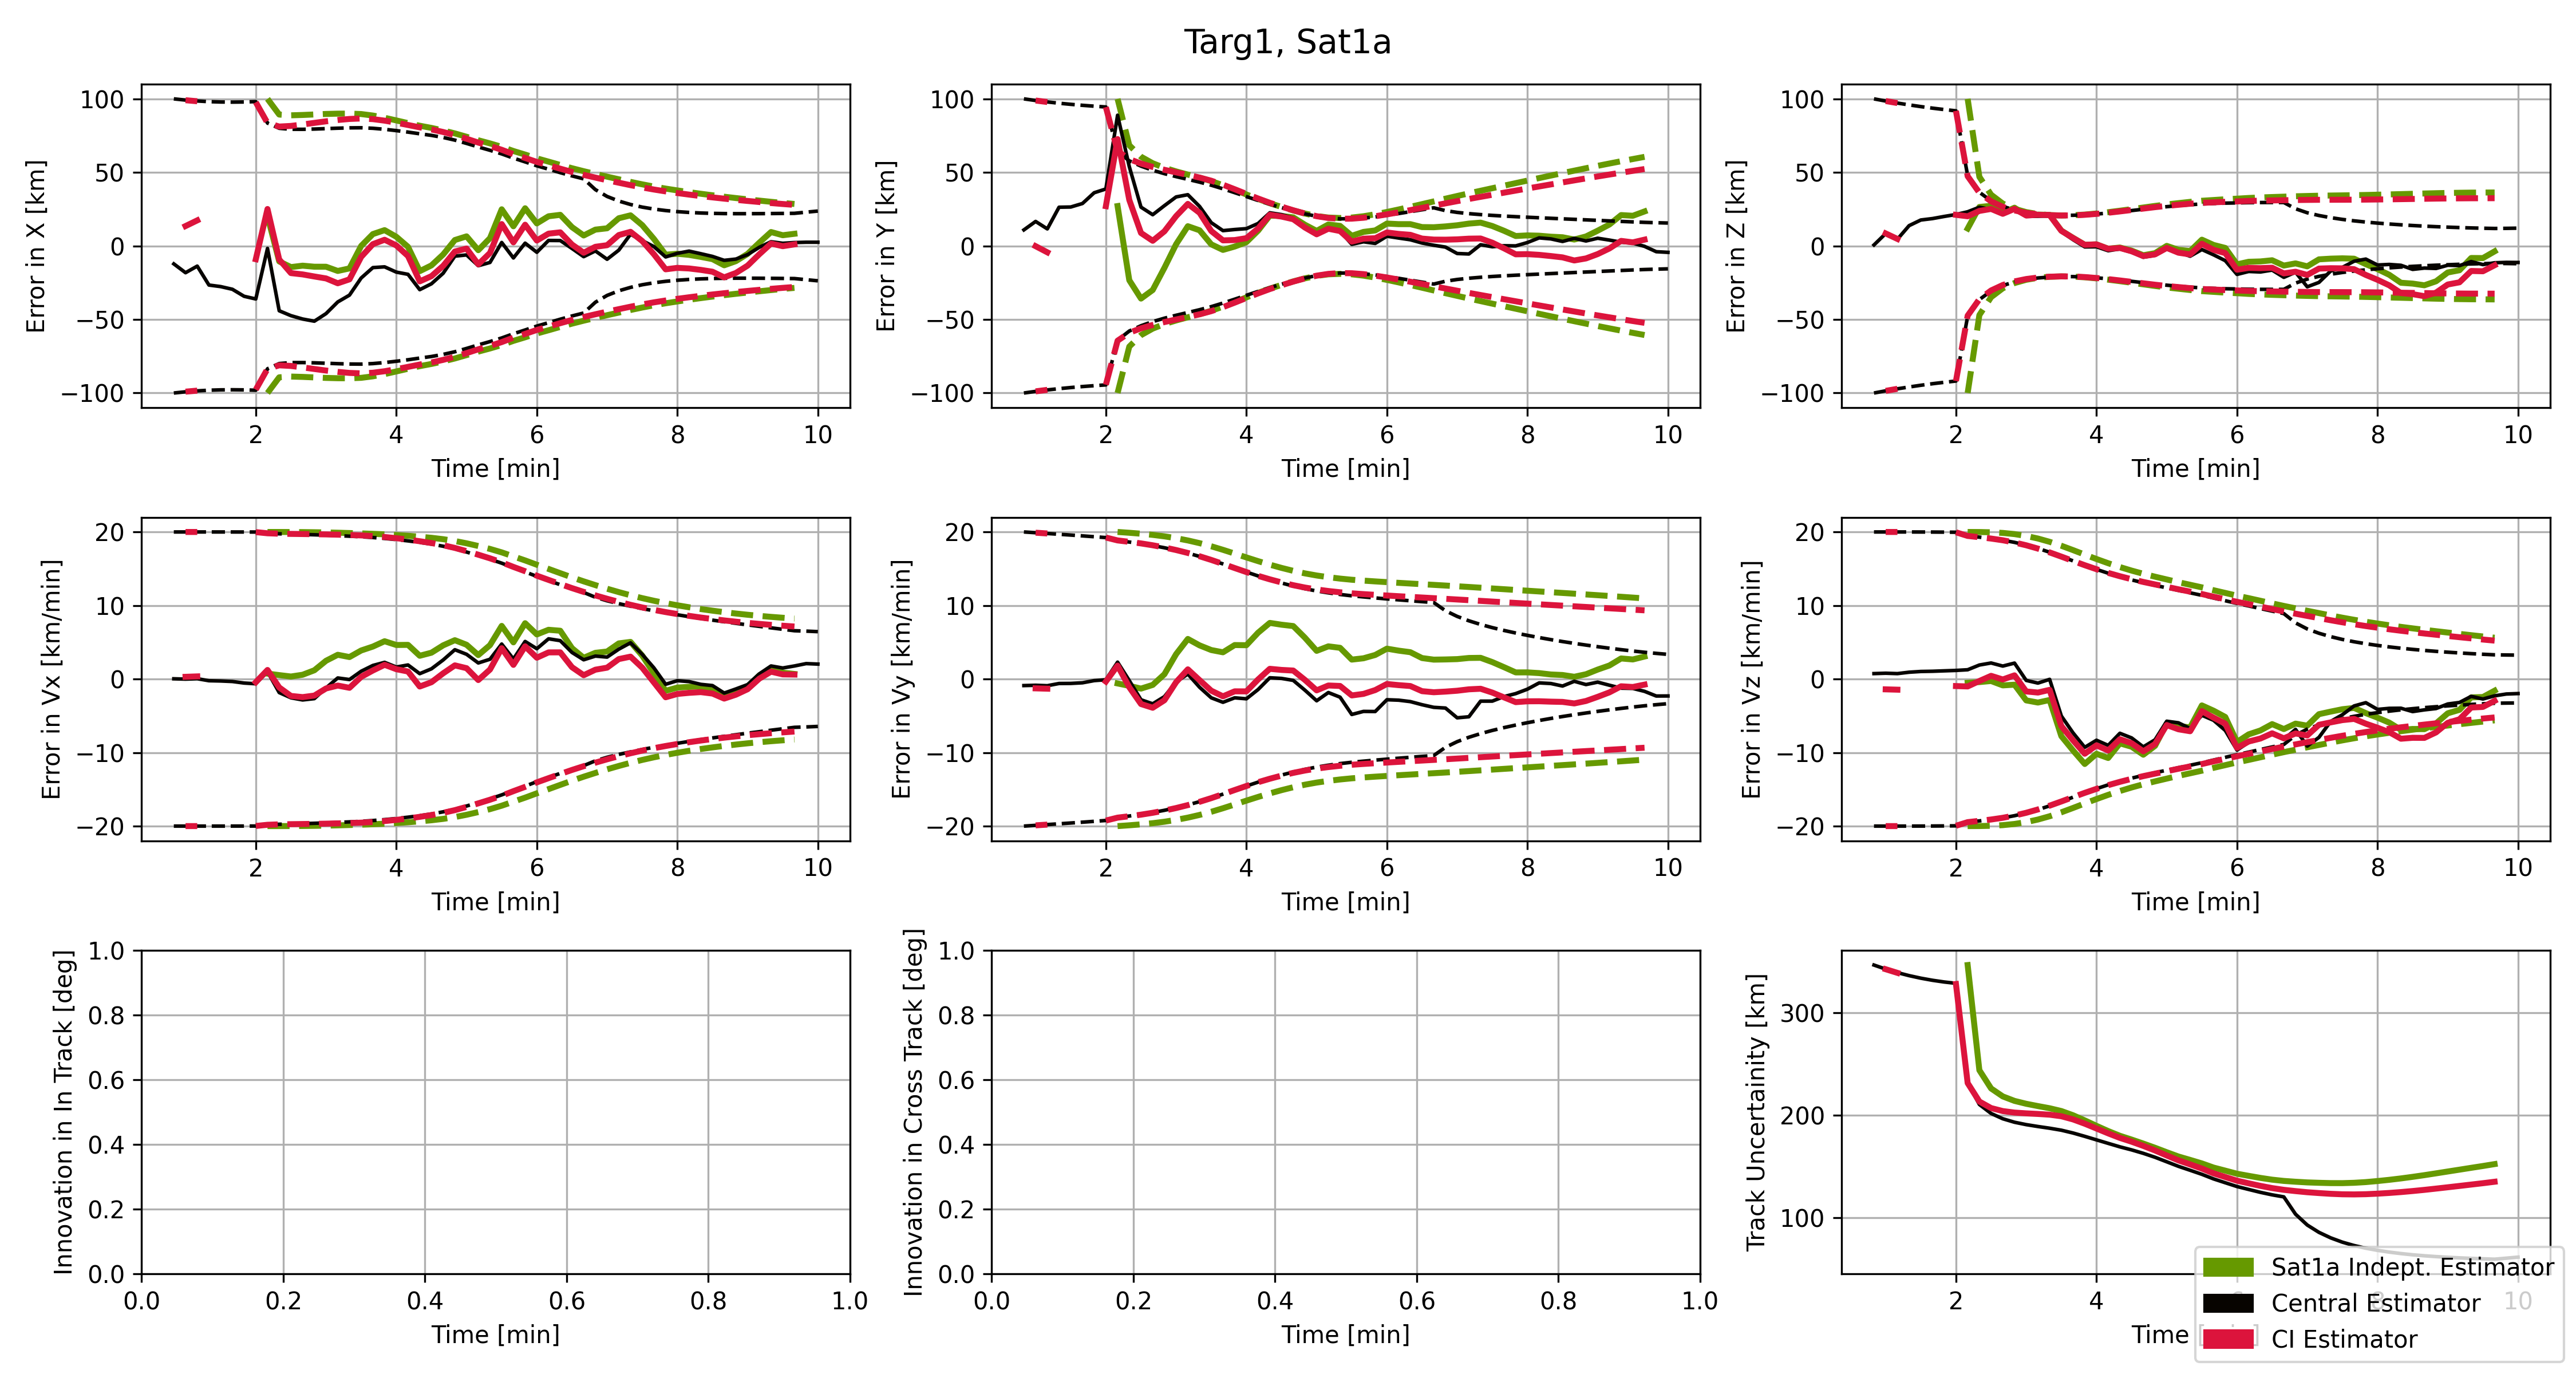 Targ1, Sat1a
Error in X [km]
100
50
0
−50
−100
2 4 6 8 10
Time [min]
Error in Y [km]
100
50
0
−50
−100
2 4 6 8 10
Time [min]
Error in Z [km]
100
50
0
−50
−100
2 4 6 8 10
Time [min]
Error in Vx [km/min]
20
10
0
−10
−20
2 4 6 8 10
Time [min]
Error in Vy [km/min]
20
10
0
−10
−20
2 4 6 8 10
Time [min]
Error in Vz [km/min]
20
10
0
−10
−20
2 4 6 8 10
Time [min]
Innovation in In Track [deg]
1.0
0.8
0.6
0.4
0.2
0.0
0.0 0.2 0.4 0.6 0.8 1.0
Time [min]
Innovation in Cross Track [deg]
1.0
0.8
0.6
0.4
0.2
0.0
0.0 0.2 0.4 0.6 0.8 1.0
Time [min]
Track Uncertainity [km]
300
200
100
2 4 10
Time
Sat1a Indept. Estimator
Central Estimator
CI Estimator